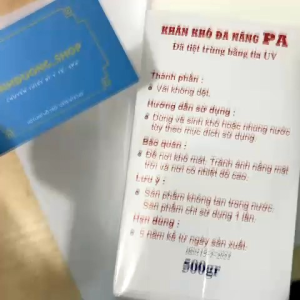 KHĂN KHÔ ĐA NĂNG PA
Đã tiệt trùng bằng tia UV
Thành phần :
Vải không dệt.
Hướng dẫn sử dụng :
Dùng vệ sinh khô hoặc nhúng nước
tùy theo mục đích sử dụng.
Bảo quản :
Để nơi khô mát. Tránh ánh nắng mặt
trời và nơi có nhiệt độ cao.
Lưu ý :
Sản phẩm không tan trong nước.
Sản phẩm chỉ sử dụng 1 lần.
Hạn dùng :
5 năm kể từ ngày sản xuất.
500gr
SHOP